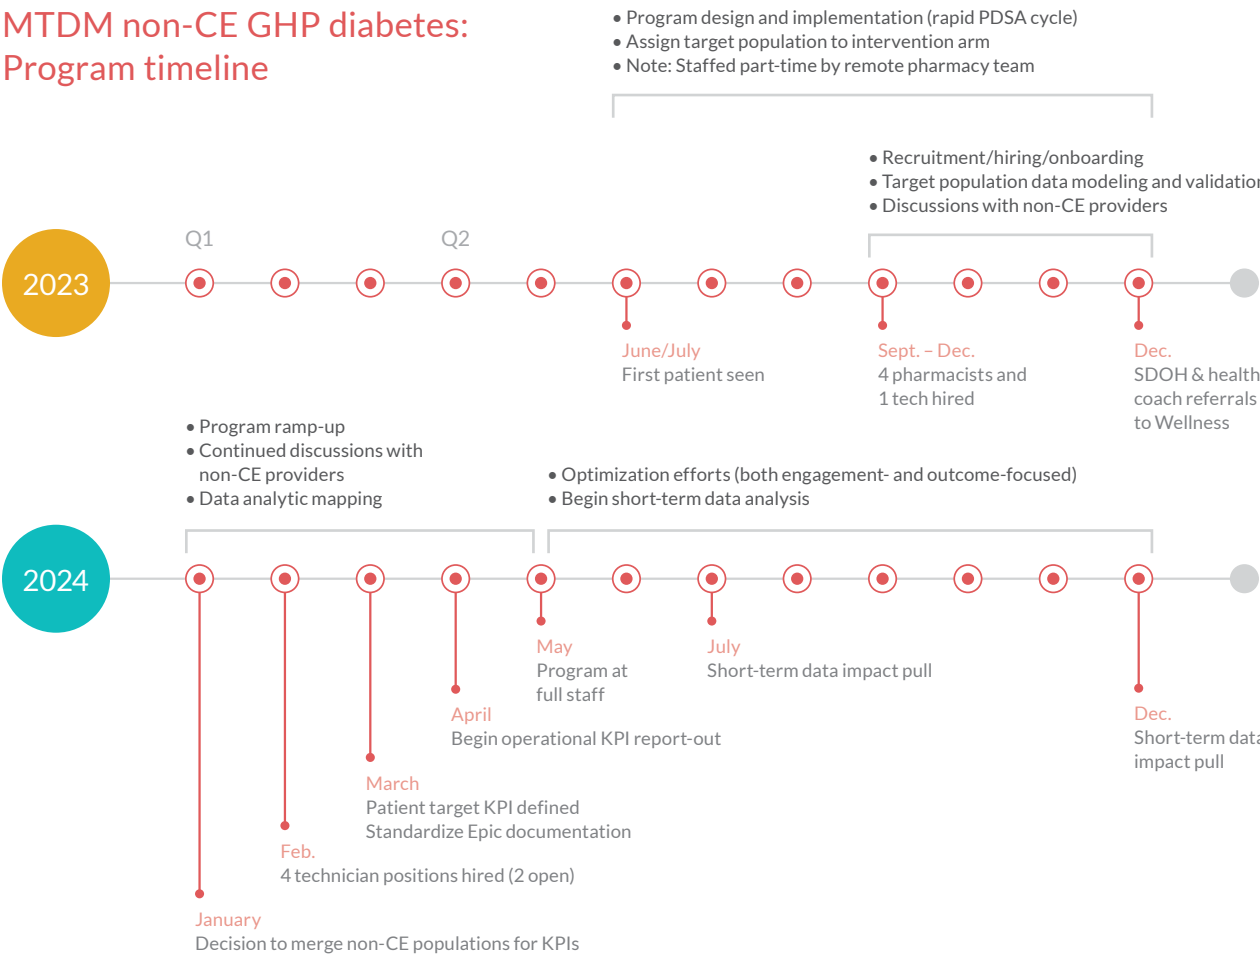 MTDM non-CE GHP diabetes:
Program timeline
• Program design and implementation (rapid PDSA cycle)
• Assign target population to intervention arm
• Note: Staffed part-time by remote pharmacy team
• Recruitment/hiring/onboarding
• Target population data modeling and validation
• Discussions with non-CE providers
Q1
Q2
2023
June/July
First patient seen
Sept. – Dec.
4 pharmacists and
1 tech hired
Dec.
SDOH & health
coach referrals
to Wellness
• Program ramp-up
• Continued discussions with
non-CE providers
• Data analytic mapping
• Optimization efforts (both engagement- and outcome-focused)
• Begin short-term data analysis
2024
May
Program at
full staff
July
Short-term data impact pull
April
Begin operational KPI report-out
Dec.
Short-term data
impact pull
March
Patient target KPI defined
Standardize Epic documentation
Feb.
4 technician positions hired (2 open)
January
Decision to merge non-CE populations for KPIs